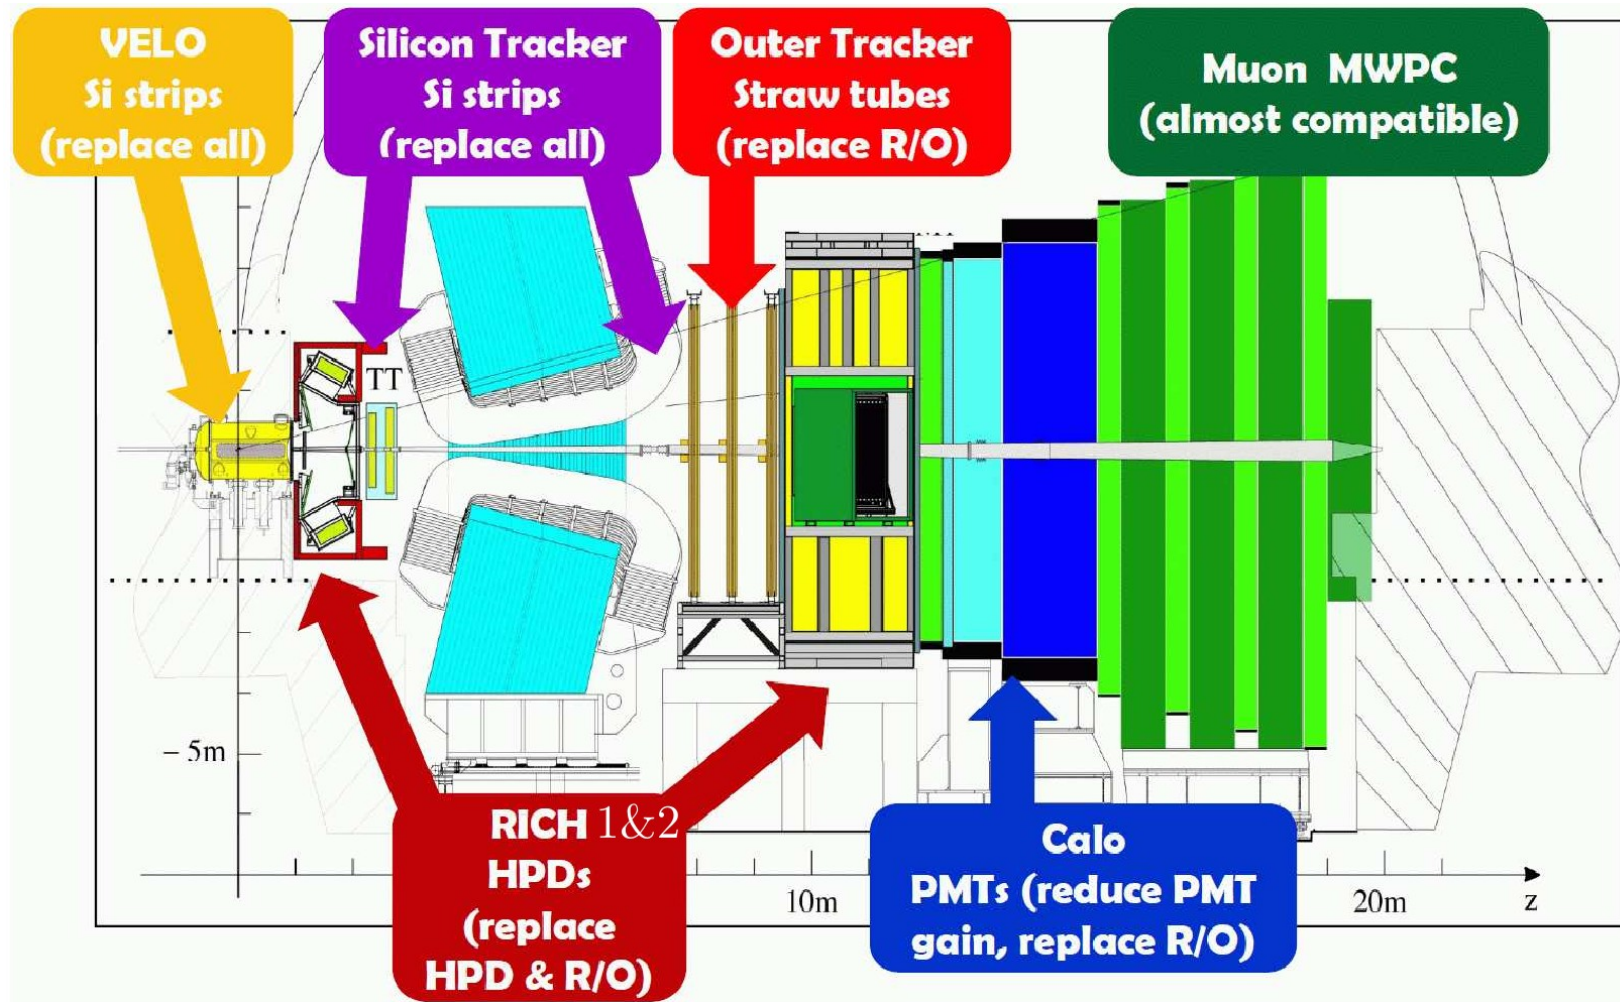 VELO
Si strips
(replace all)
Silicon Tracker
Si strips
(replace all)
Outer Tracker
Straw tubes
(replace R/O)
Muon MWPC
(almost compatible)
TT
– 5m
RICH 1&2
HPDs
(replace
HPD & R/O)
Calo
PMTs (reduce PMT
gain, replace R/O)
10m
20m
z